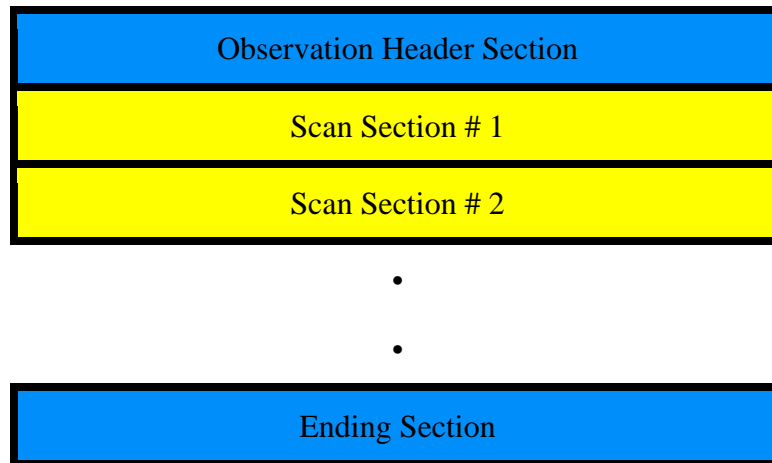 Observation Header Section
Scan Section # 1
Scan Section # 2
•
•
Ending Section